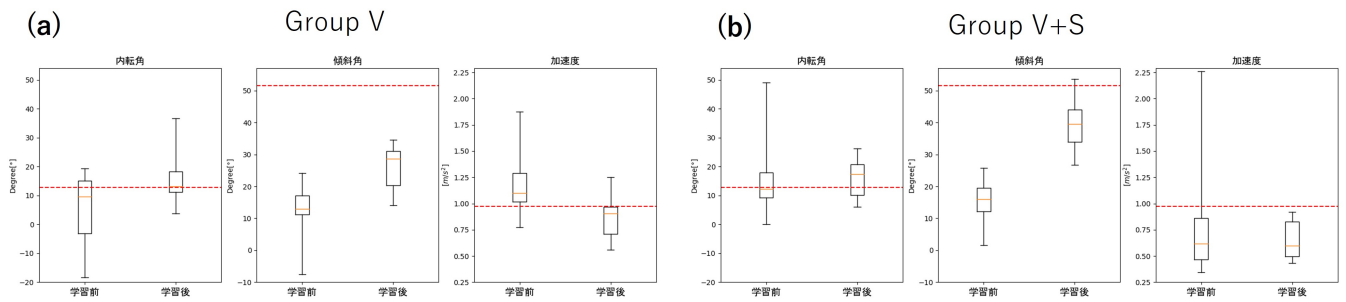 (a)
Group V
内転角
傾斜角
加速度
Degree[°]
50
40
30
20
10
0
−10
−20
学習前
学習後
Degree[°]
50
40
30
20
10
0
−10
学習前
学習後
[m/s²]
2.25
2.00
1.75
1.50
1.25
1.00
0.75
0.50
0.25
学習前
学習後
(b)
Group V+S
内転角
傾斜角
加速度
Degree[°]
50
40
30
20
10
0
−10
−20
学習前
学習後
Degree[°]
50
40
30
20
10
0
−10
学習前
学習後
[m/s²]
2.25
2.00
1.75
1.50
1.25
1.00
0.75
0.50
0.25
学習前
学習後